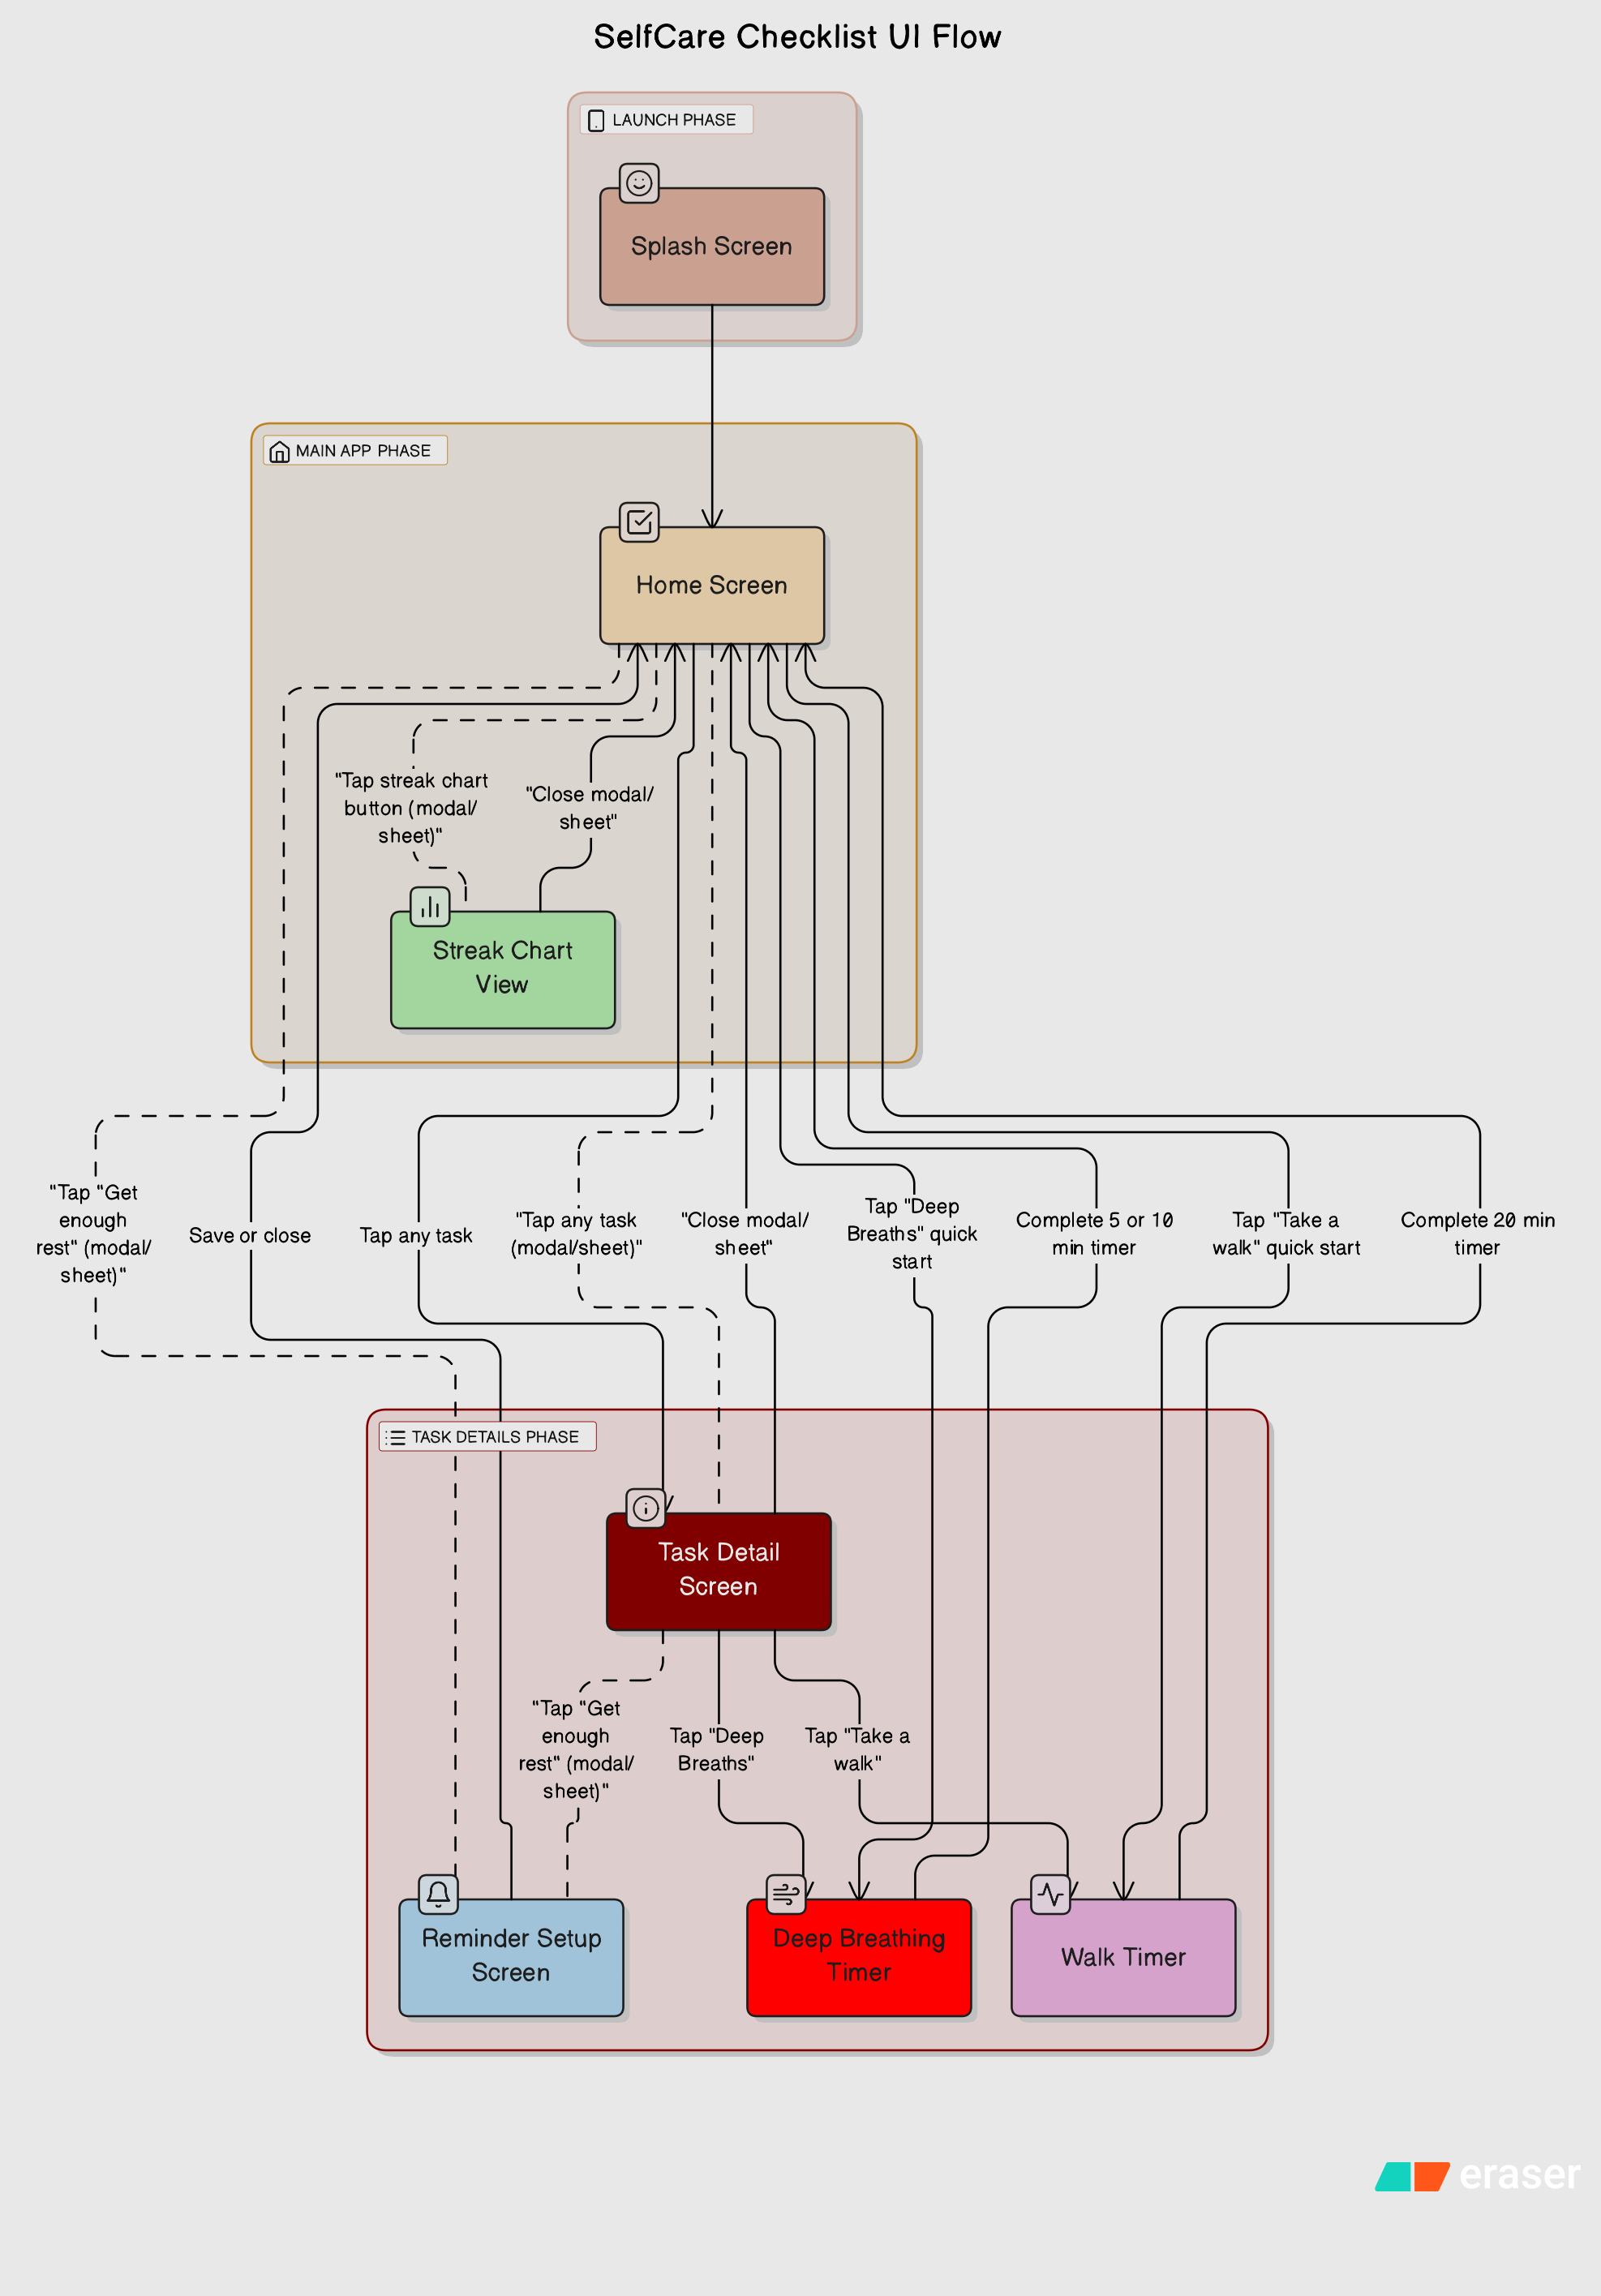 SelfCare Checklist UI Flow
LAUNCH PHASE
Splash Screen
MAIN APP PHASE
Home Screen
"Tap streak chart
button (modal/
sheet)"
"Close modal/
sheet"
Streak Chart
View
"Tap "Get
enough
rest" (modal/
sheet)"
Save or close
Tap any task
"Tap any task
(modal/sheet)"
"Close modal/
sheet"
Tap "Deep
Breaths" quick
start
Complete 5 or 10
min timer
Tap "Take a
walk" quick start
Complete 20 min
timer
TASK DETAILS PHASE
Task Detail
Screen
"Tap "Get
enough
rest" (modal/
sheet)"
Tap "Deep
Breaths"
Tap "Take a
walk"
Reminder Setup
Screen
Deep Breathing
Timer
Walk Timer
eraser